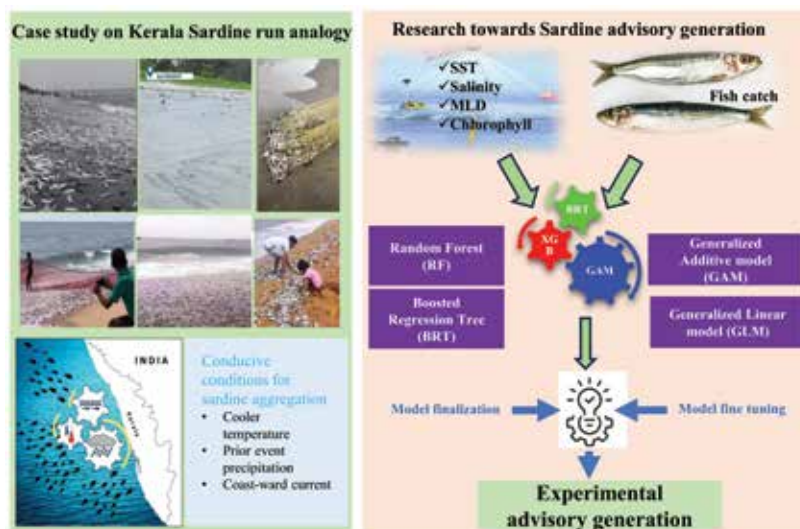 Case study on Kerala Sardine run analogy
INDIA
Kerala
Conducive
conditions for
sardine aggregation
• Cooler
temperature
• Prior event
precipitation
• Coast-ward current
Research towards Sardine advisory generation
✓SST
✓Salinity
✓MLD
✓Chlorophyll
Fish catch
BRT
XG
B
GAM
Random Forest
(RF)
Boosted
Regression Tree
(BRT)
Generalized
Additive model
(GAM)
Generalized Linear
model (GLM)
Model finalization
Model fine tuning
Experimental
advisory generation